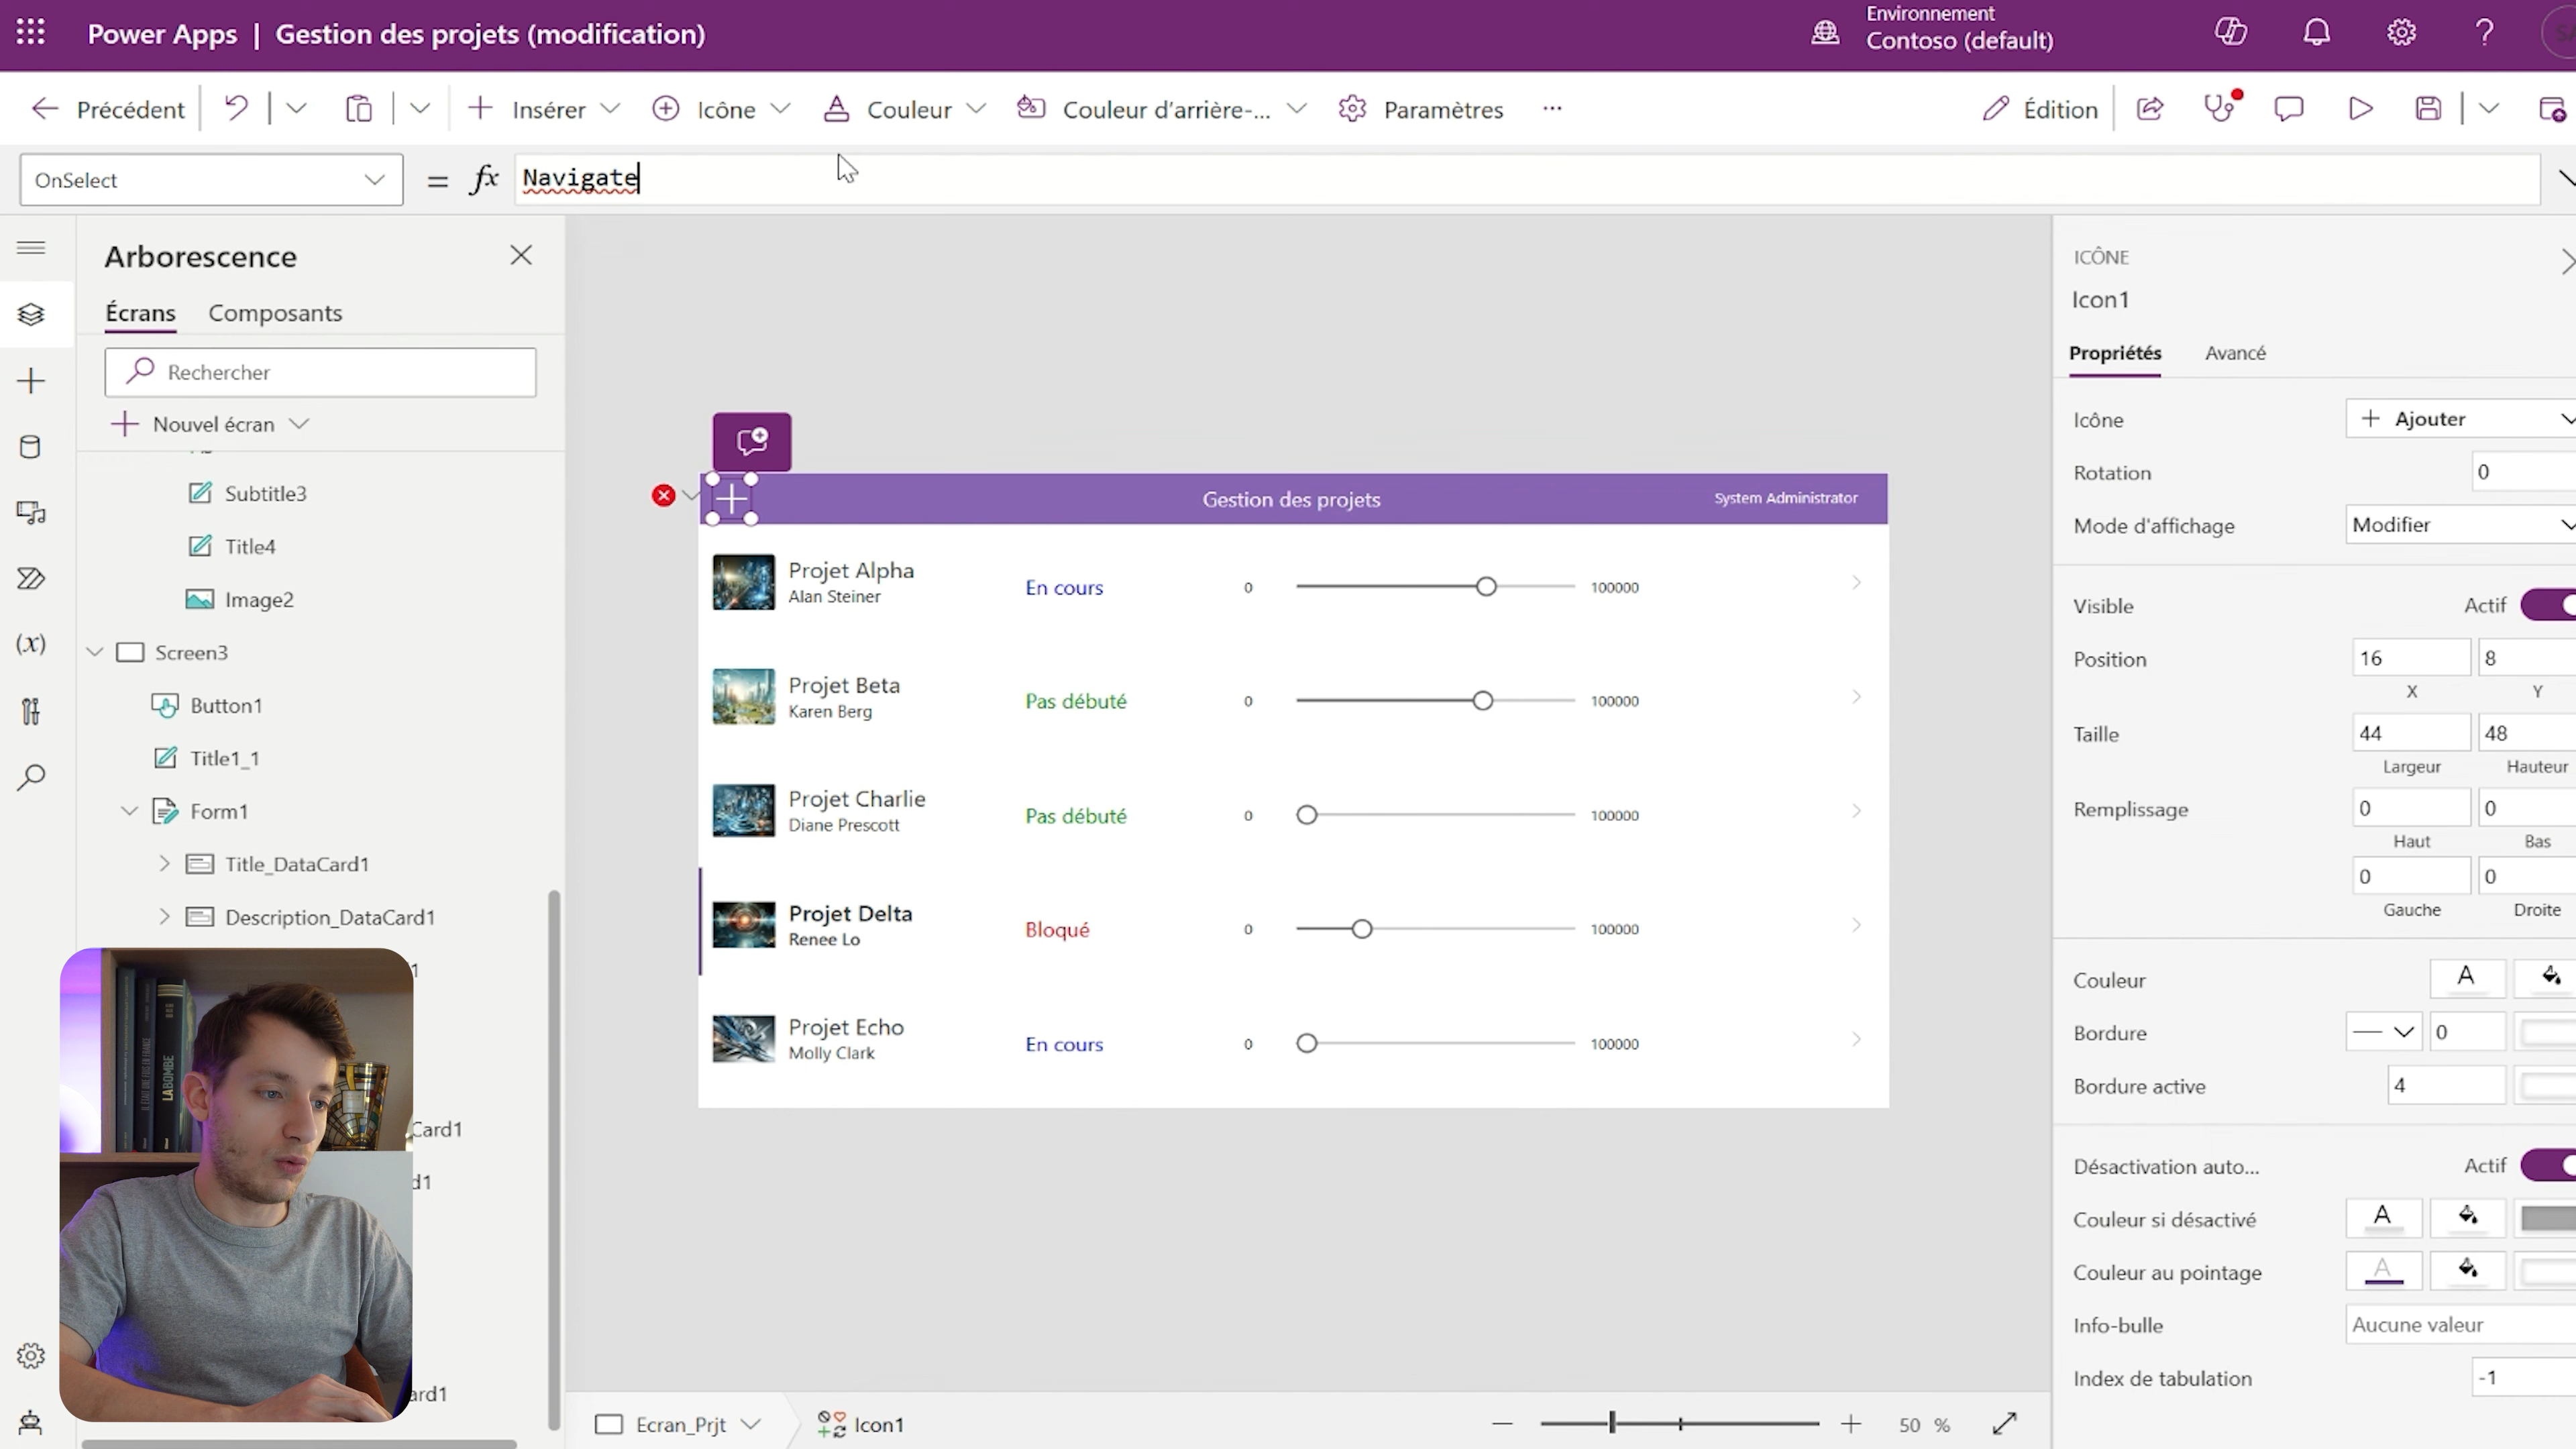 Power Apps | Gestion des projets (modification)
Environnement
Contoso (default)
Précédent
Insérer
Icône
Couleur
Couleur d'arrière-...
Paramètres
Édition
OnSelect
= fx Navigate
Arborescence
Écrans
Composants
Rechercher
Nouvel écran
Subtitle3
Title4
Image2
Screen3
Button1
Title1_1
Form1
Title_DataCard1
Description_DataCard1
Card1
d1
ard1
LA BOMBE
Gestion des projets
System Administrator
Projet Alpha
Alan Steiner
En cours
0
100000
Projet Beta
Karen Berg
Pas débuté
0
100000
Projet Charlie
Diane Prescott
Pas débuté
0
100000
Projet Delta
Renee Lo
Bloqué
0
100000
Projet Echo
Molly Clark
En cours
0
100000
Ecran_Prjt
Icon1
50 %
ICÔNE
Icon1
Propriétés
Avancé
Icône
Ajouter
Rotation
0
Mode d'affichage
Modifier
Visible
Actif
Position
16
8
X
Y
Taille
44
48
Largeur
Hauteur
Remplissage
0
0
Haut
Bas
0
0
Gauche
Droite
Couleur
Bordure
0
Bordure active
4
Désactivation auto...
Actif
Couleur si désactivé
Couleur au pointage
Info-bulle
Aucune valeur
Index de tabulation
-1